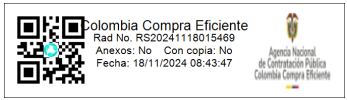 Colombia Compra Eficiente
Rad No. RS20241118015469
Anexos: No Con copia: No
Fecha: 18/11/2024 08:43:47
Agencia Nacional
de Contratación Pública
Colombia Compra Eficiente